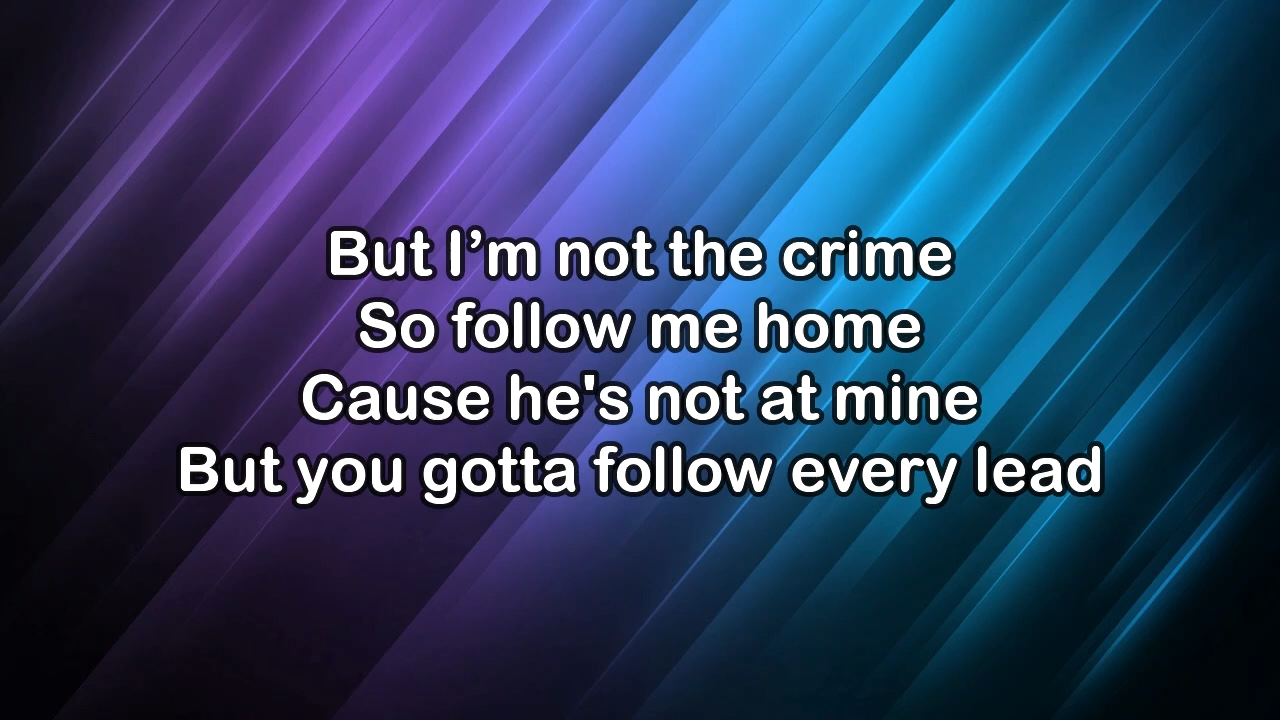 But I’m not the crime
So follow me home
Cause he's not at mine
But you gotta follow every lead